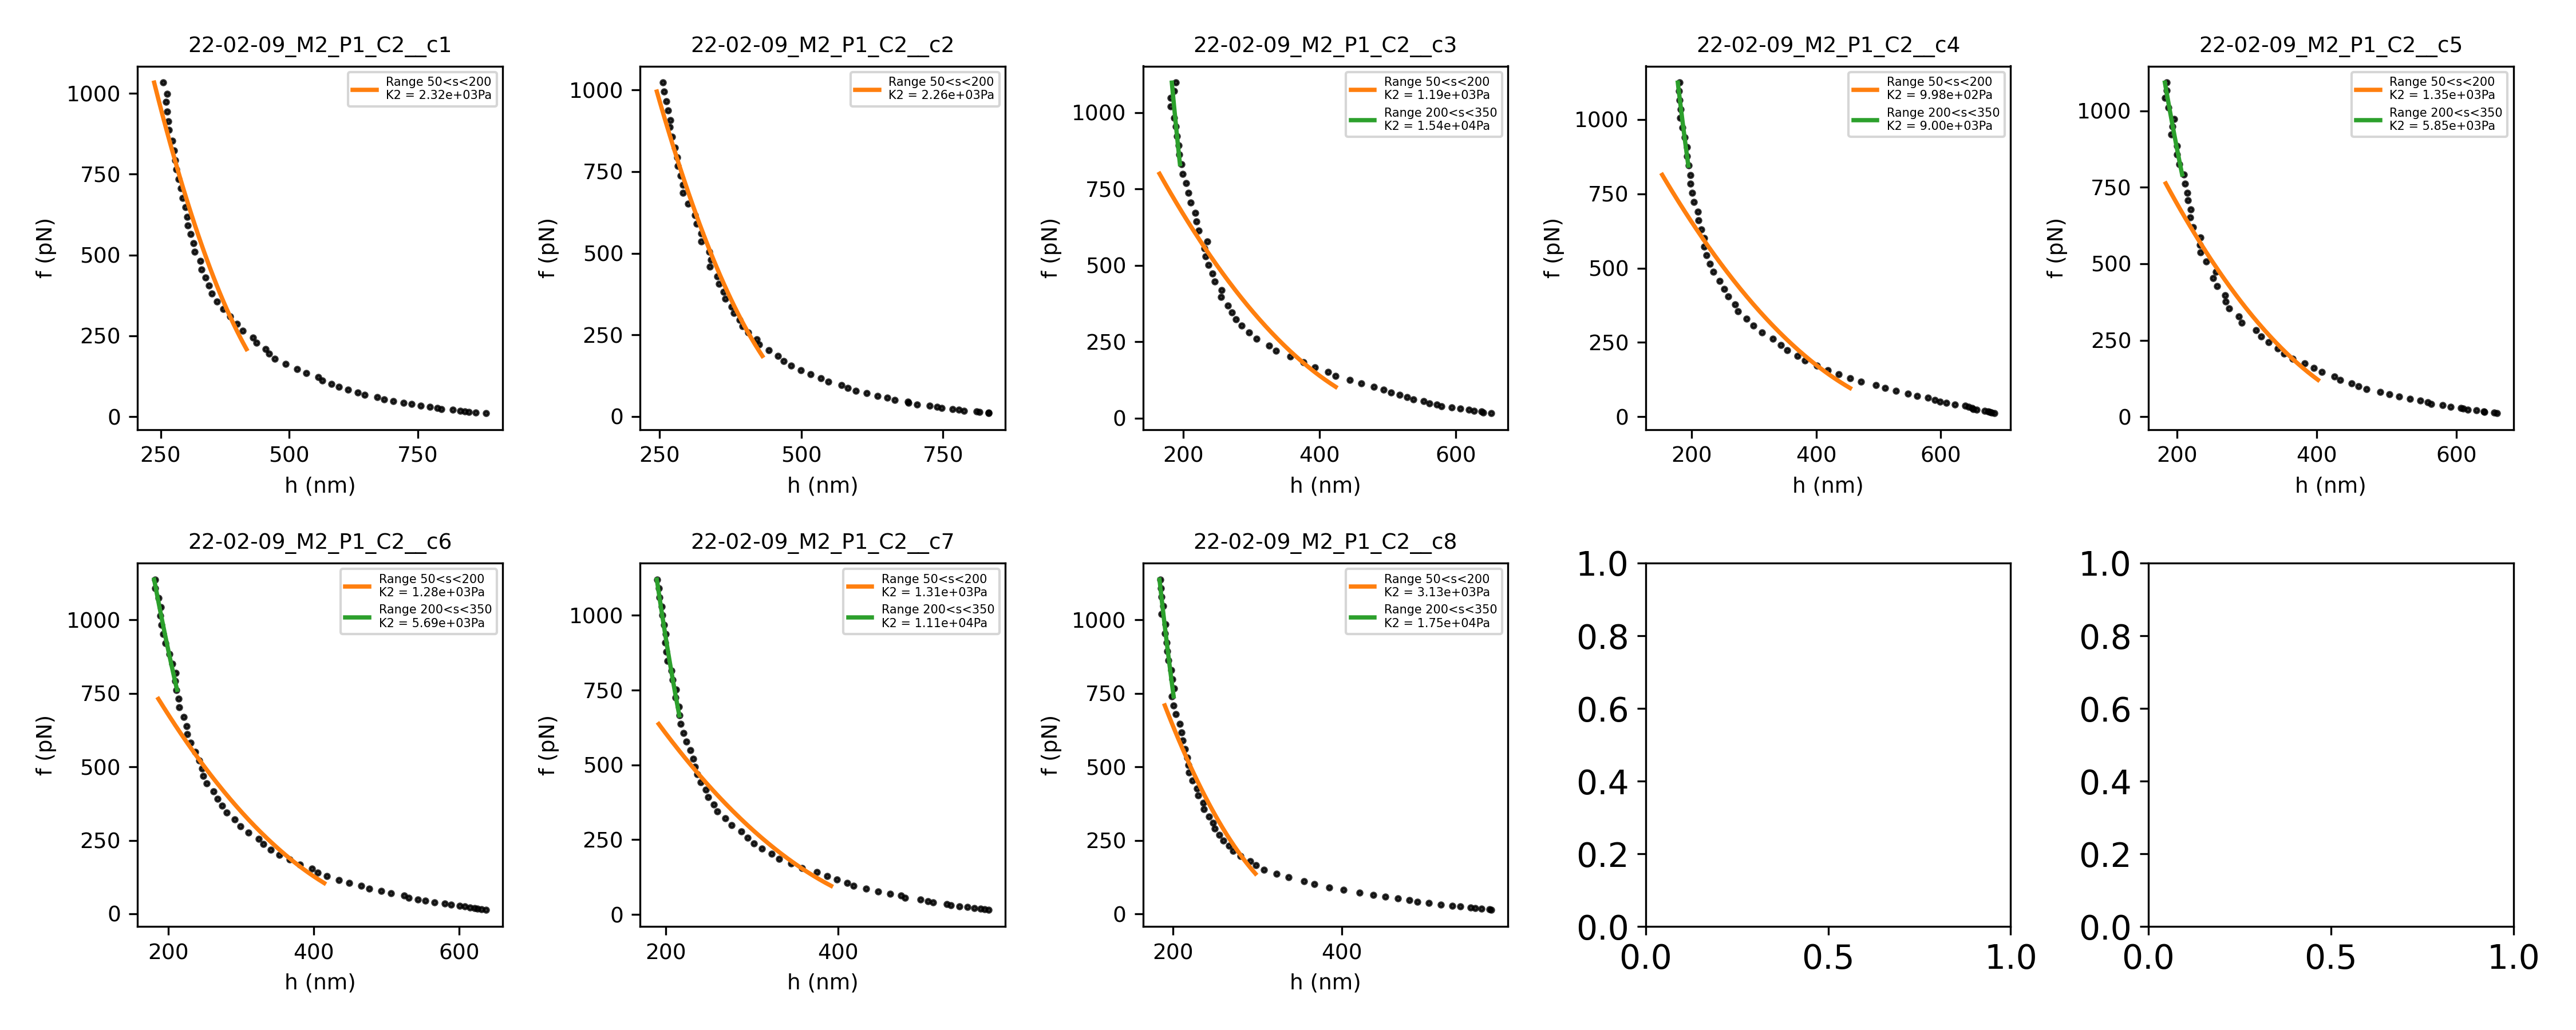 22-02-09_M2_P1_C2__c1
f (pN)
1000
750
500
250
0
250
500
750
h (nm)
Range 50<s<200
K2 = 2.32e+03Pa
22-02-09_M2_P1_C2__c2
f (pN)
1000
750
500
250
0
250
500
750
h (nm)
Range 50<s<200
K2 = 2.26e+03Pa
22-02-09_M2_P1_C2__c3
f (pN)
1000
750
500
250
0
200
400
600
h (nm)
Range 50<s<200
K2 = 1.19e+03Pa
Range 200<s<350
K2 = 1.54e+04Pa
22-02-09_M2_P1_C2__c4
f (pN)
1000
750
500
250
0
200
400
600
h (nm)
Range 50<s<200
K2 = 9.98e+02Pa
Range 200<s<350
K2 = 9.00e+03Pa
22-02-09_M2_P1_C2__c5
f (pN)
1000
750
500
250
0
200
400
600
h (nm)
Range 50<s<200
K2 = 1.35e+03Pa
Range 200<s<350
K2 = 5.85e+03Pa
22-02-09_M2_P1_C2__c6
f (pN)
1000
750
500
250
0
200
400
600
h (nm)
Range 50<s<200
K2 = 1.28e+03Pa
Range 200<s<350
K2 = 5.69e+03Pa
22-02-09_M2_P1_C2__c7
f (pN)
1000
750
500
250
0
200
400
h (nm)
Range 50<s<200
K2 = 1.31e+03Pa
Range 200<s<350
K2 = 1.11e+04Pa
22-02-09_M2_P1_C2__c8
f (pN)
1000
750
500
250
0
200
400
h (nm)
Range 50<s<200
K2 = 3.13e+03Pa
Range 200<s<350
K2 = 1.75e+04Pa
1.0
0.8
0.6
0.4
0.2
0.0
0.0
0.5
1.0
1.0
0.8
0.6
0.4
0.2
0.0
0.0
0.5
1.0